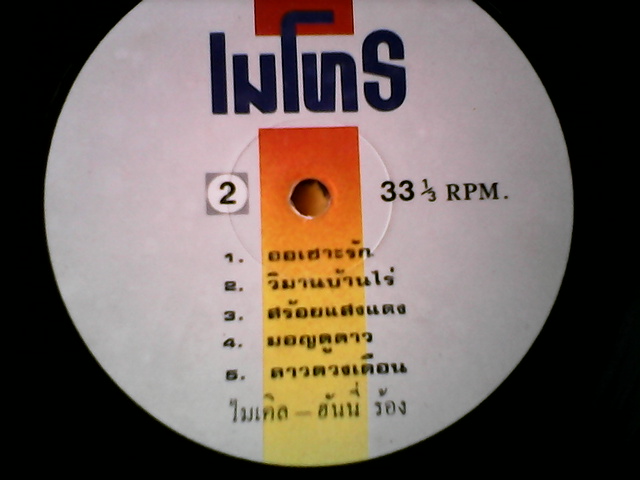 ไมโทร
2
33 ⅓ RPM.
1. ออเซาะรัก
2. วิมานบ้านไร่
3. สร้อยแสงแดง
4. มอญดูดาว
5. ดาวดวงเดือน
ไมเคิล – ฮันนี่ ร้อง